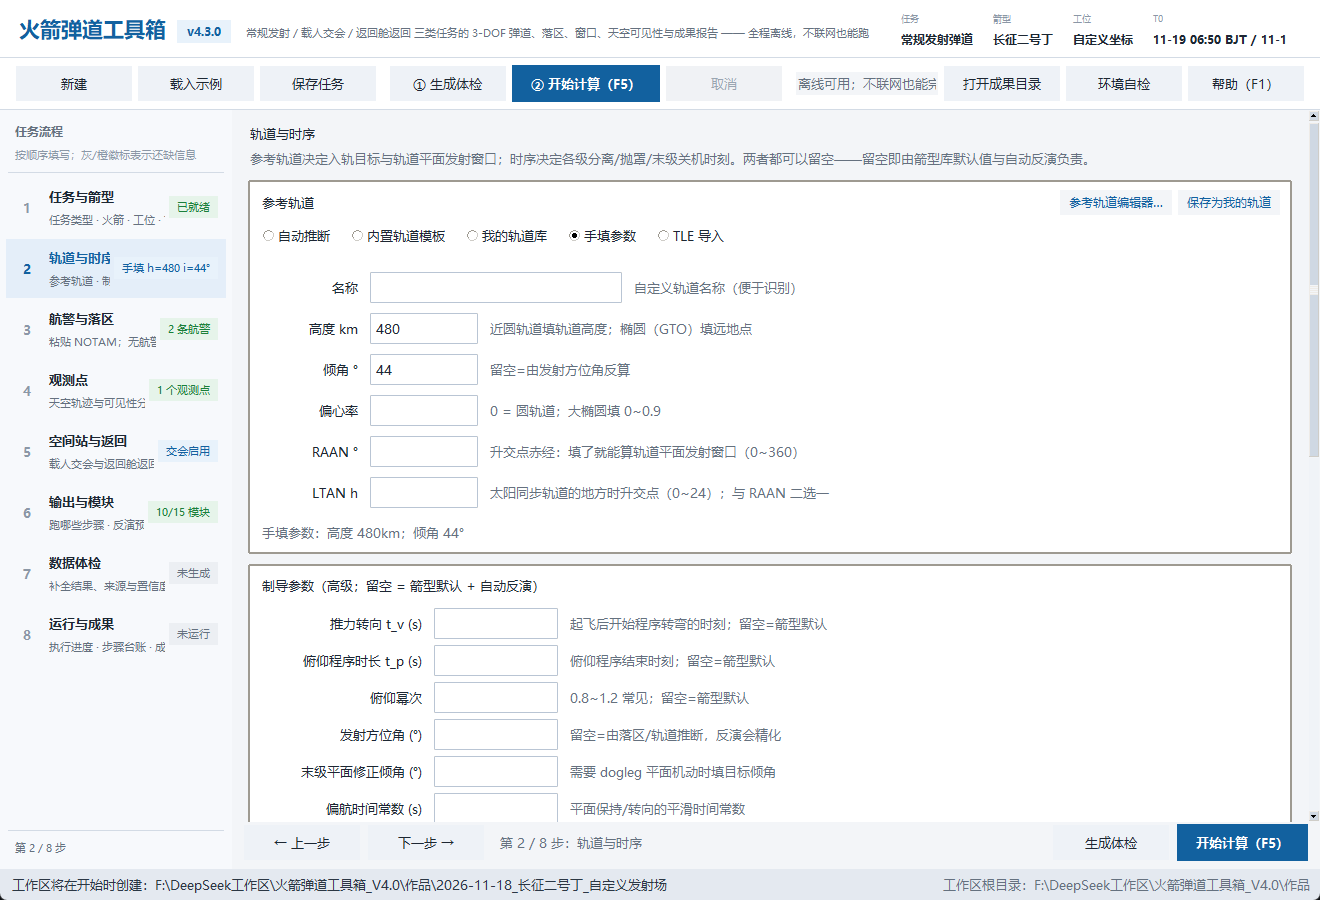 火箭弹道工具箱 v4.3.0 常规发射 / 载人交会 / 返回舱返回 三类任务的 3-DOF 弹道、落区、窗口、天空可见性与成果报告 —— 全程离线，不联网也能跑
任务 箭型 工位 T0
常规发射弹道 长征二号丁 自定义坐标 11-19 06:50 BJT / 11-1
新建 载入示例 保存任务 ① 生成体检 ② 开始计算（F5） 取消 离线可用；不联网也能完 打开成果目录 环境自检 帮助（F1）
任务流程
按顺序填写；灰/橙徽标表示还缺信息
1 任务与箭型 已就绪
任务类型 · 火箭 · 工位 ·
2 轨道与时序 手填 h=480 i=44°
参考轨道 · 制
3 航警与落区 2 条航警
粘贴 NOTAM；无航警
4 观测点 1 个观测点
天空轨迹与可见性分
5 空间站与返回 交会启用
载人交会与返回舱返回
6 输出与模块 10/15 模块
跑哪些步骤 · 反演预
7 数据体检 未生成
补全结果、来源与置信度
8 运行与成果 未运行
执行进度 · 步骤台账 · 成
第 2 / 8 步
轨道与时序
参考轨道决定入轨目标与轨道平面发射窗口；时序决定各级分离/抛罩/末级关机时刻。两者都可以留空——留空即由箭型库默认值与自动反演负责。
参考轨道 参考轨道编辑器... 保存为我的轨道
自动推断 内置轨道模板 我的轨道库 手填参数 TLE 导入
名称 自定义轨道名称（便于识别）
高度 km 480 近圆轨道填轨道高度；椭圆（GTO）填远地点
倾角 ° 44 留空=由发射方位角反算
偏心率 0 = 圆轨道；大椭圆填 0~0.9
RAAN ° 升交点赤经：填了就能算轨道平面发射窗口（0~360）
LTAN h 太阳同步轨道的地方时升交点（0~24）；与 RAAN 二选一
手填参数：高度 480km；倾角 44°
制导参数（高级；留空 = 箭型默认 + 自动反演）
推力转向 t_v (s) 起飞后开始程序转弯的时刻；留空=箭型默认
俯仰程序时长 t_p (s) 俯仰程序结束时刻；留空=箭型默认
俯仰幂次 0.8~1.2 常见；留空=箭型默认
发射方位角 (°) 留空=由落区/轨道推断，反演会精化
末级平面修正倾角 (°) 需要 dogleg 平面机动时填目标倾角
偏航时间常数 (s) 平面保持/转向的平滑时间常数
← 上一步 下一步 → 第 2 / 8 步：轨道与时序 生成体检 开始计算（F5）
工作区将在开始时创建：F:\DeepSeek工作区\火箭弹道工具箱_V4.0\作品\2026-11-18_长征二号丁_自定义发射场 工作区根目录：F:\DeepSeek工作区\火箭弹道工具箱_V4.0\作品